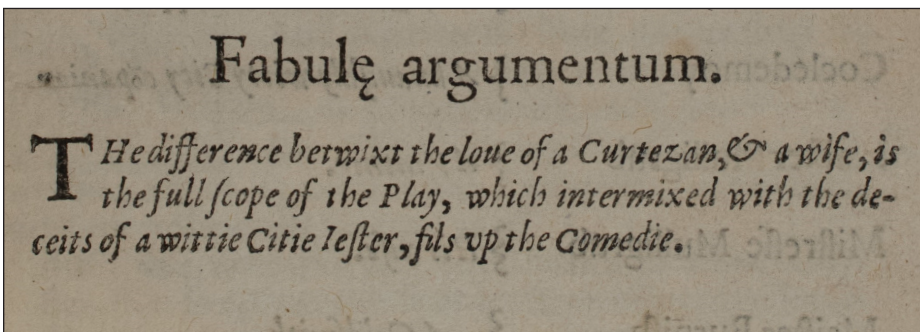 Fabulę argumentum.
THe difference betwixt the loue of a Curtezan, & a wife, is
the full ſcope of the Play, which intermixed with the de-
ceits of a wittie Citie Ieſter, fils vp the Comedie.